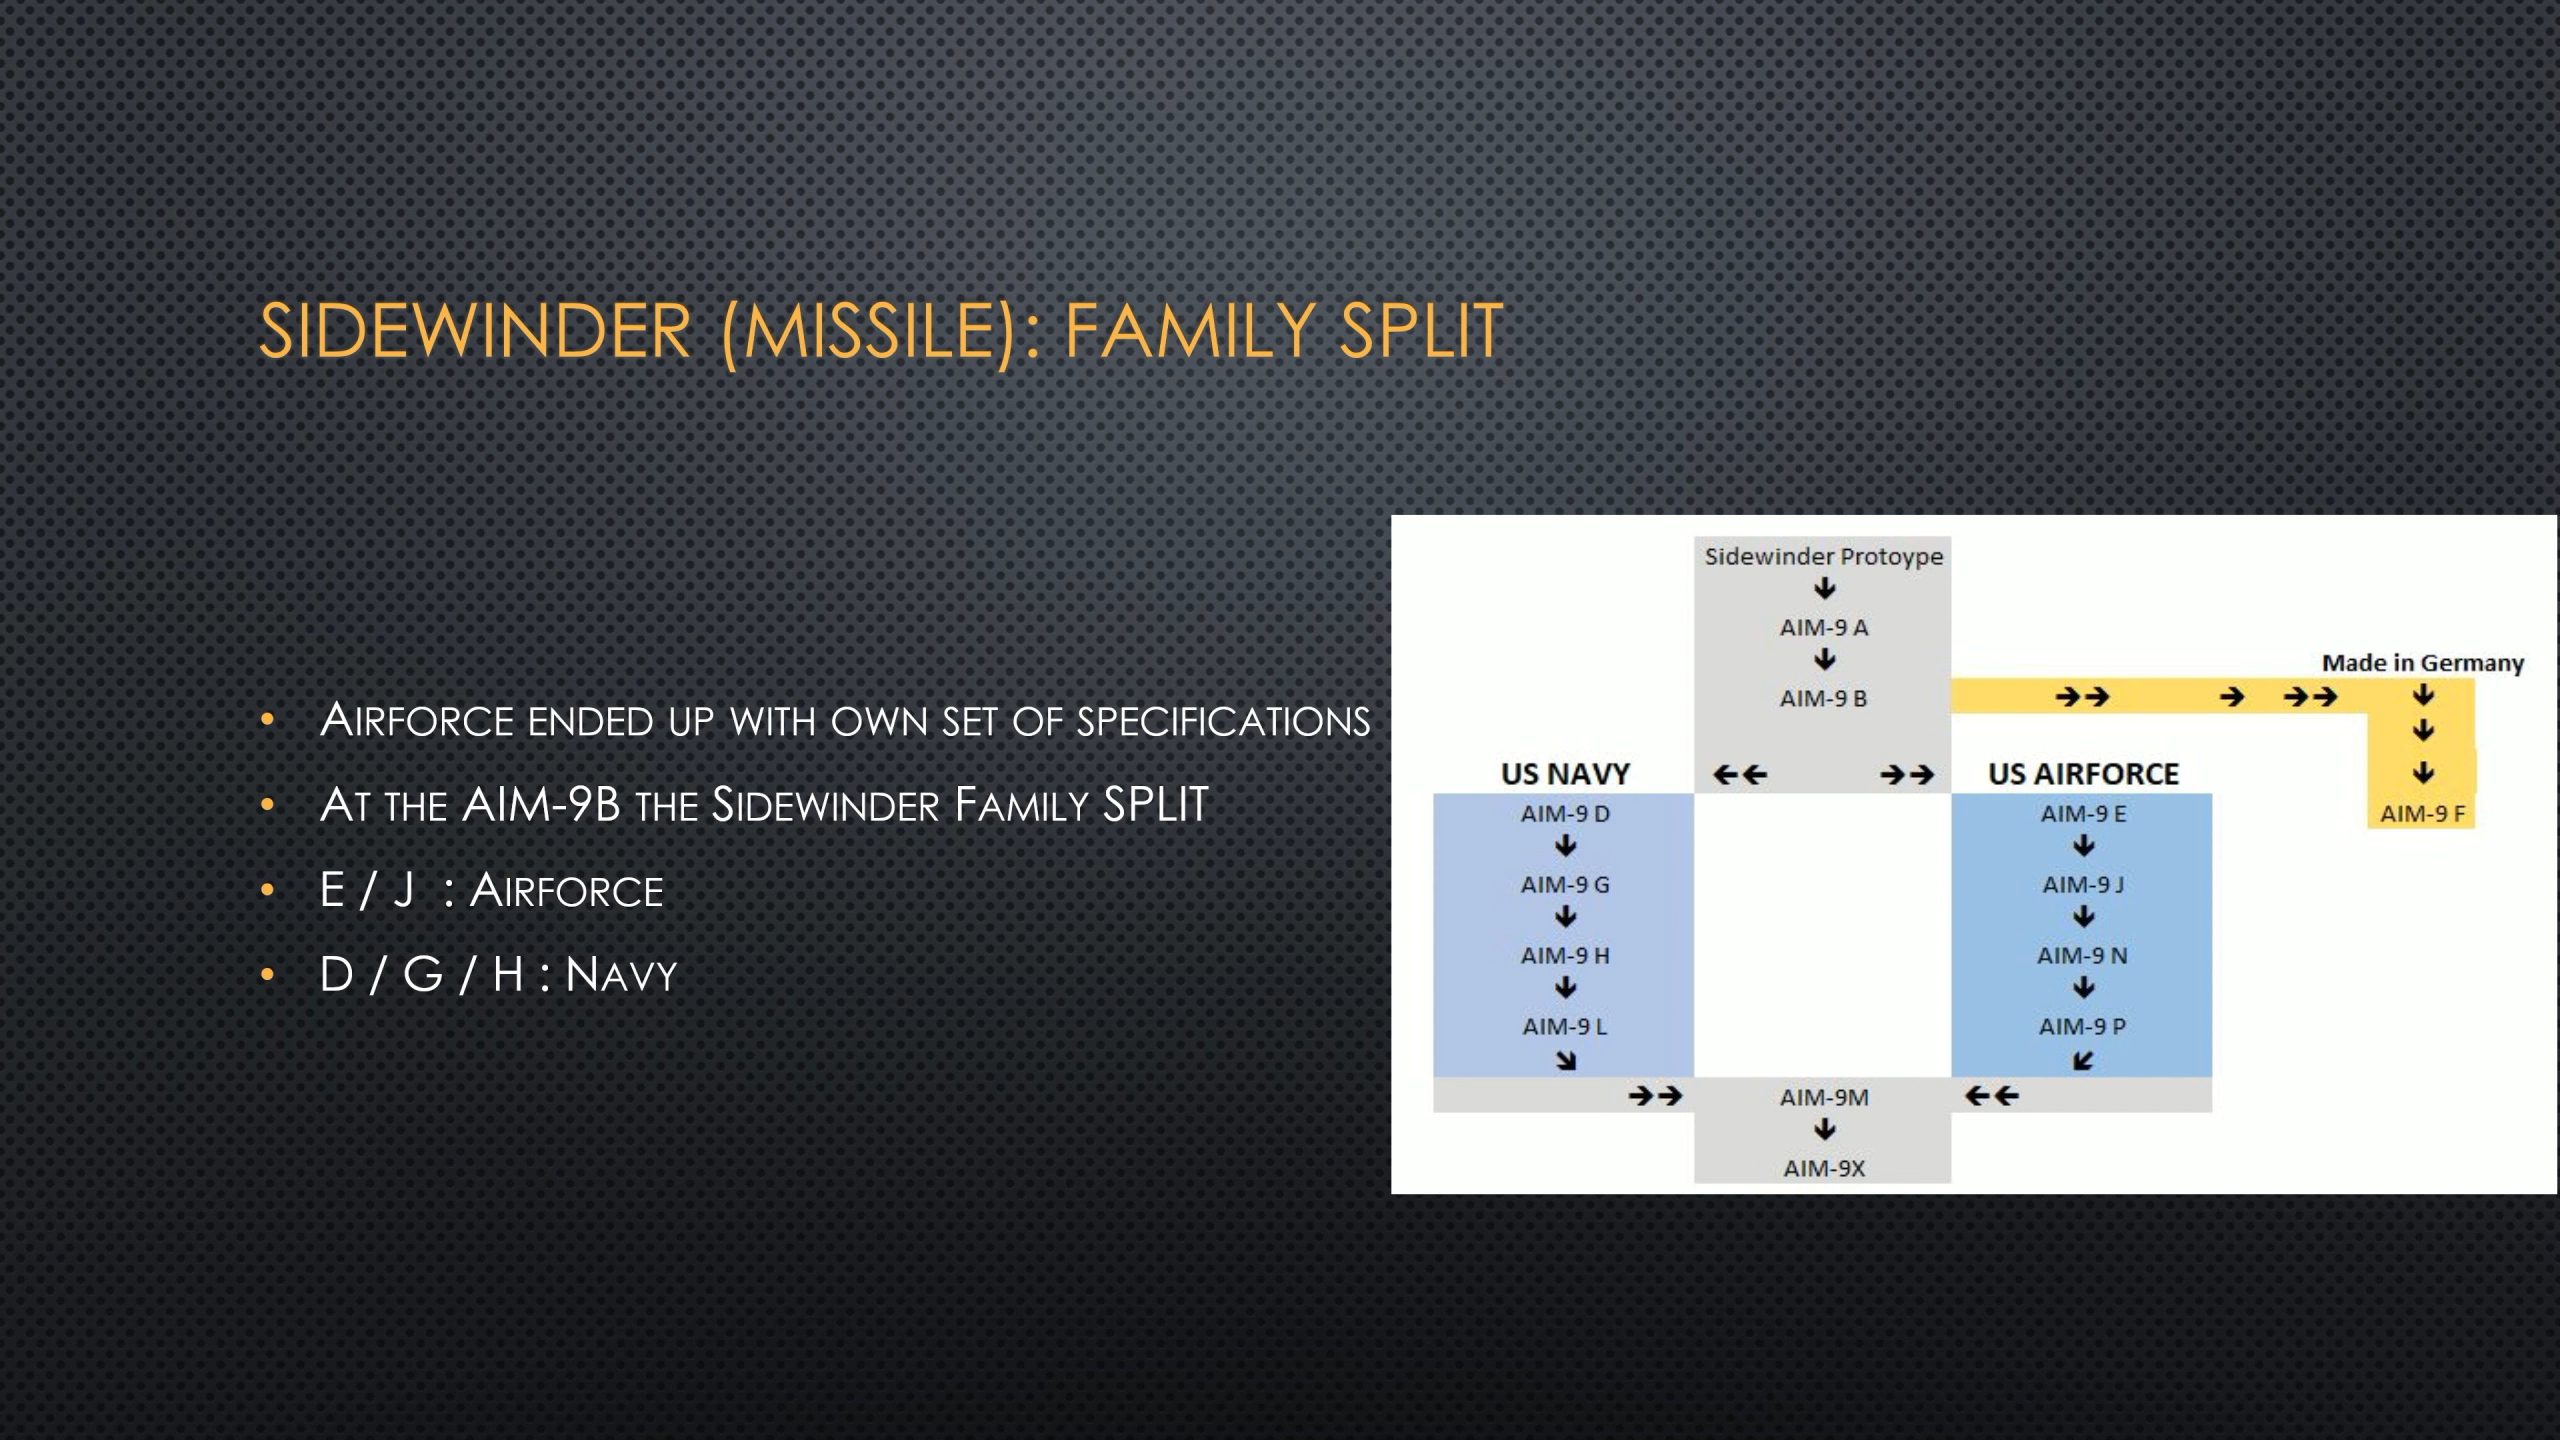 SIDEWINDER (MISSILE): FAMILY SPLIT
• AIRFORCE ENDED UP WITH OWN SET OF SPECIFICATIONS
• AT THE AIM-9B THE SIDEWINDER FAMILY SPLIT
• E / J : AIRFORCE
• D / G / H : NAVY
Sidewinder Protoype
↓
AIM-9 A
↓
AIM-9 B
→→ → →→ ↓
Made in Germany
↓
↓
AIM-9 F
←← →→
US NAVY
AIM-9 D
↓
AIM-9 G
↓
AIM-9 H
↓
AIM-9 L
↘
US AIRFORCE
AIM-9 E
↓
AIM-9 J
↓
AIM-9 N
↓
AIM-9 P
↙
→→ AIM-9M ←←
↓
AIM-9X